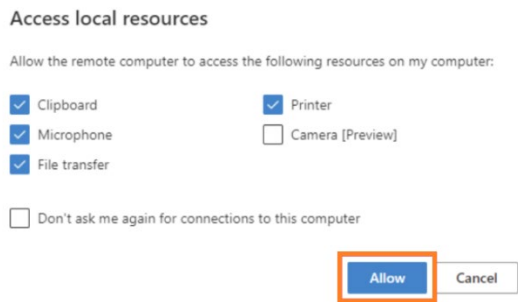 Access local resources
Allow the remote computer to access the following resources on my computer:
Clipboard
Printer
Microphone
Camera [Preview]
File transfer
Don't ask me again for connections to this computer
Allow
Cancel